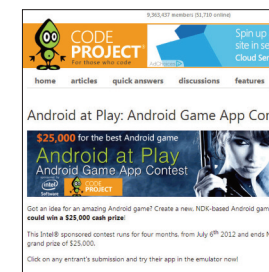 9,363,437 members (31,710 online)
CODE
PROJECT
For those who code
Spin up
site in se
Cloud Ser
home articles quick answers discussions features
Android at Play: Android Game App Con
$25,000 for the best Android game
Android at Play
Android Game App Contest
intel
Software
CODE
PROJECT
Got an idea for an amazing Android game? Create a new, NDK-based Android gam
could win a $25,000 cash prize!
This Intel® sponsored contest runs for four months, from July 6th 2012 and ends N
grand prize of $25,000.
Click on any entrant's submission and try their app in the emulator now!